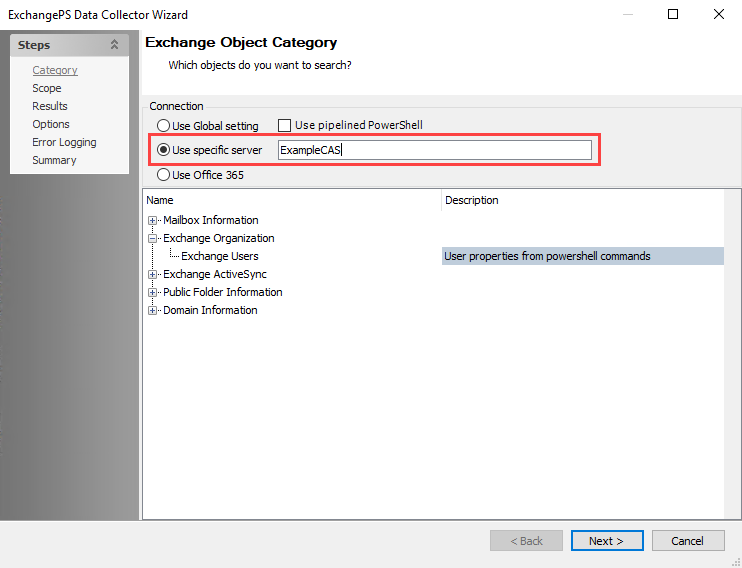 ExchangePS Data Collector Wizard
Steps
Category
Scope
Results
Options
Error Logging
Summary
Exchange Object Category
Which objects do you want to search?
Connection
Use Global setting Use pipelined PowerShell
Use specific server ExampleCAS
Use Office 365
Name Description
Mailbox Information
Exchange Organization
Exchange Users User properties from powershell commands
Exchange ActiveSync
Public Folder Information
Domain Information
< Back Next > Cancel